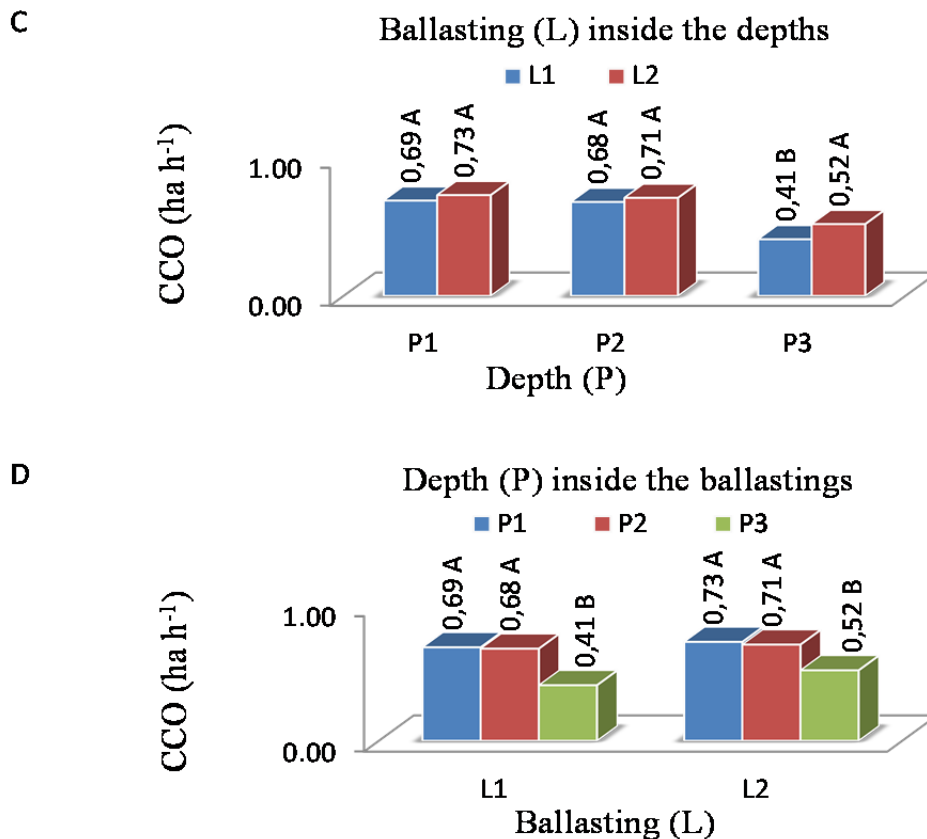 C
Ballasting (L) inside the depths
L1 L2
0,69 A 0,73 A 0,68 A 0,71 A 0,41 B 0,52 A
1.00
CCO (ha h⁻¹)
0.00
P1 P2 P3
Depth (P)
D
Depth (P) inside the ballastings
P1 P2 P3
0,69 A 0,68 A 0,41 B 0,73 A 0,71 A 0,52 B
1.00
CCO (ha h⁻¹)
0.00
L1 L2
Ballasting (L)